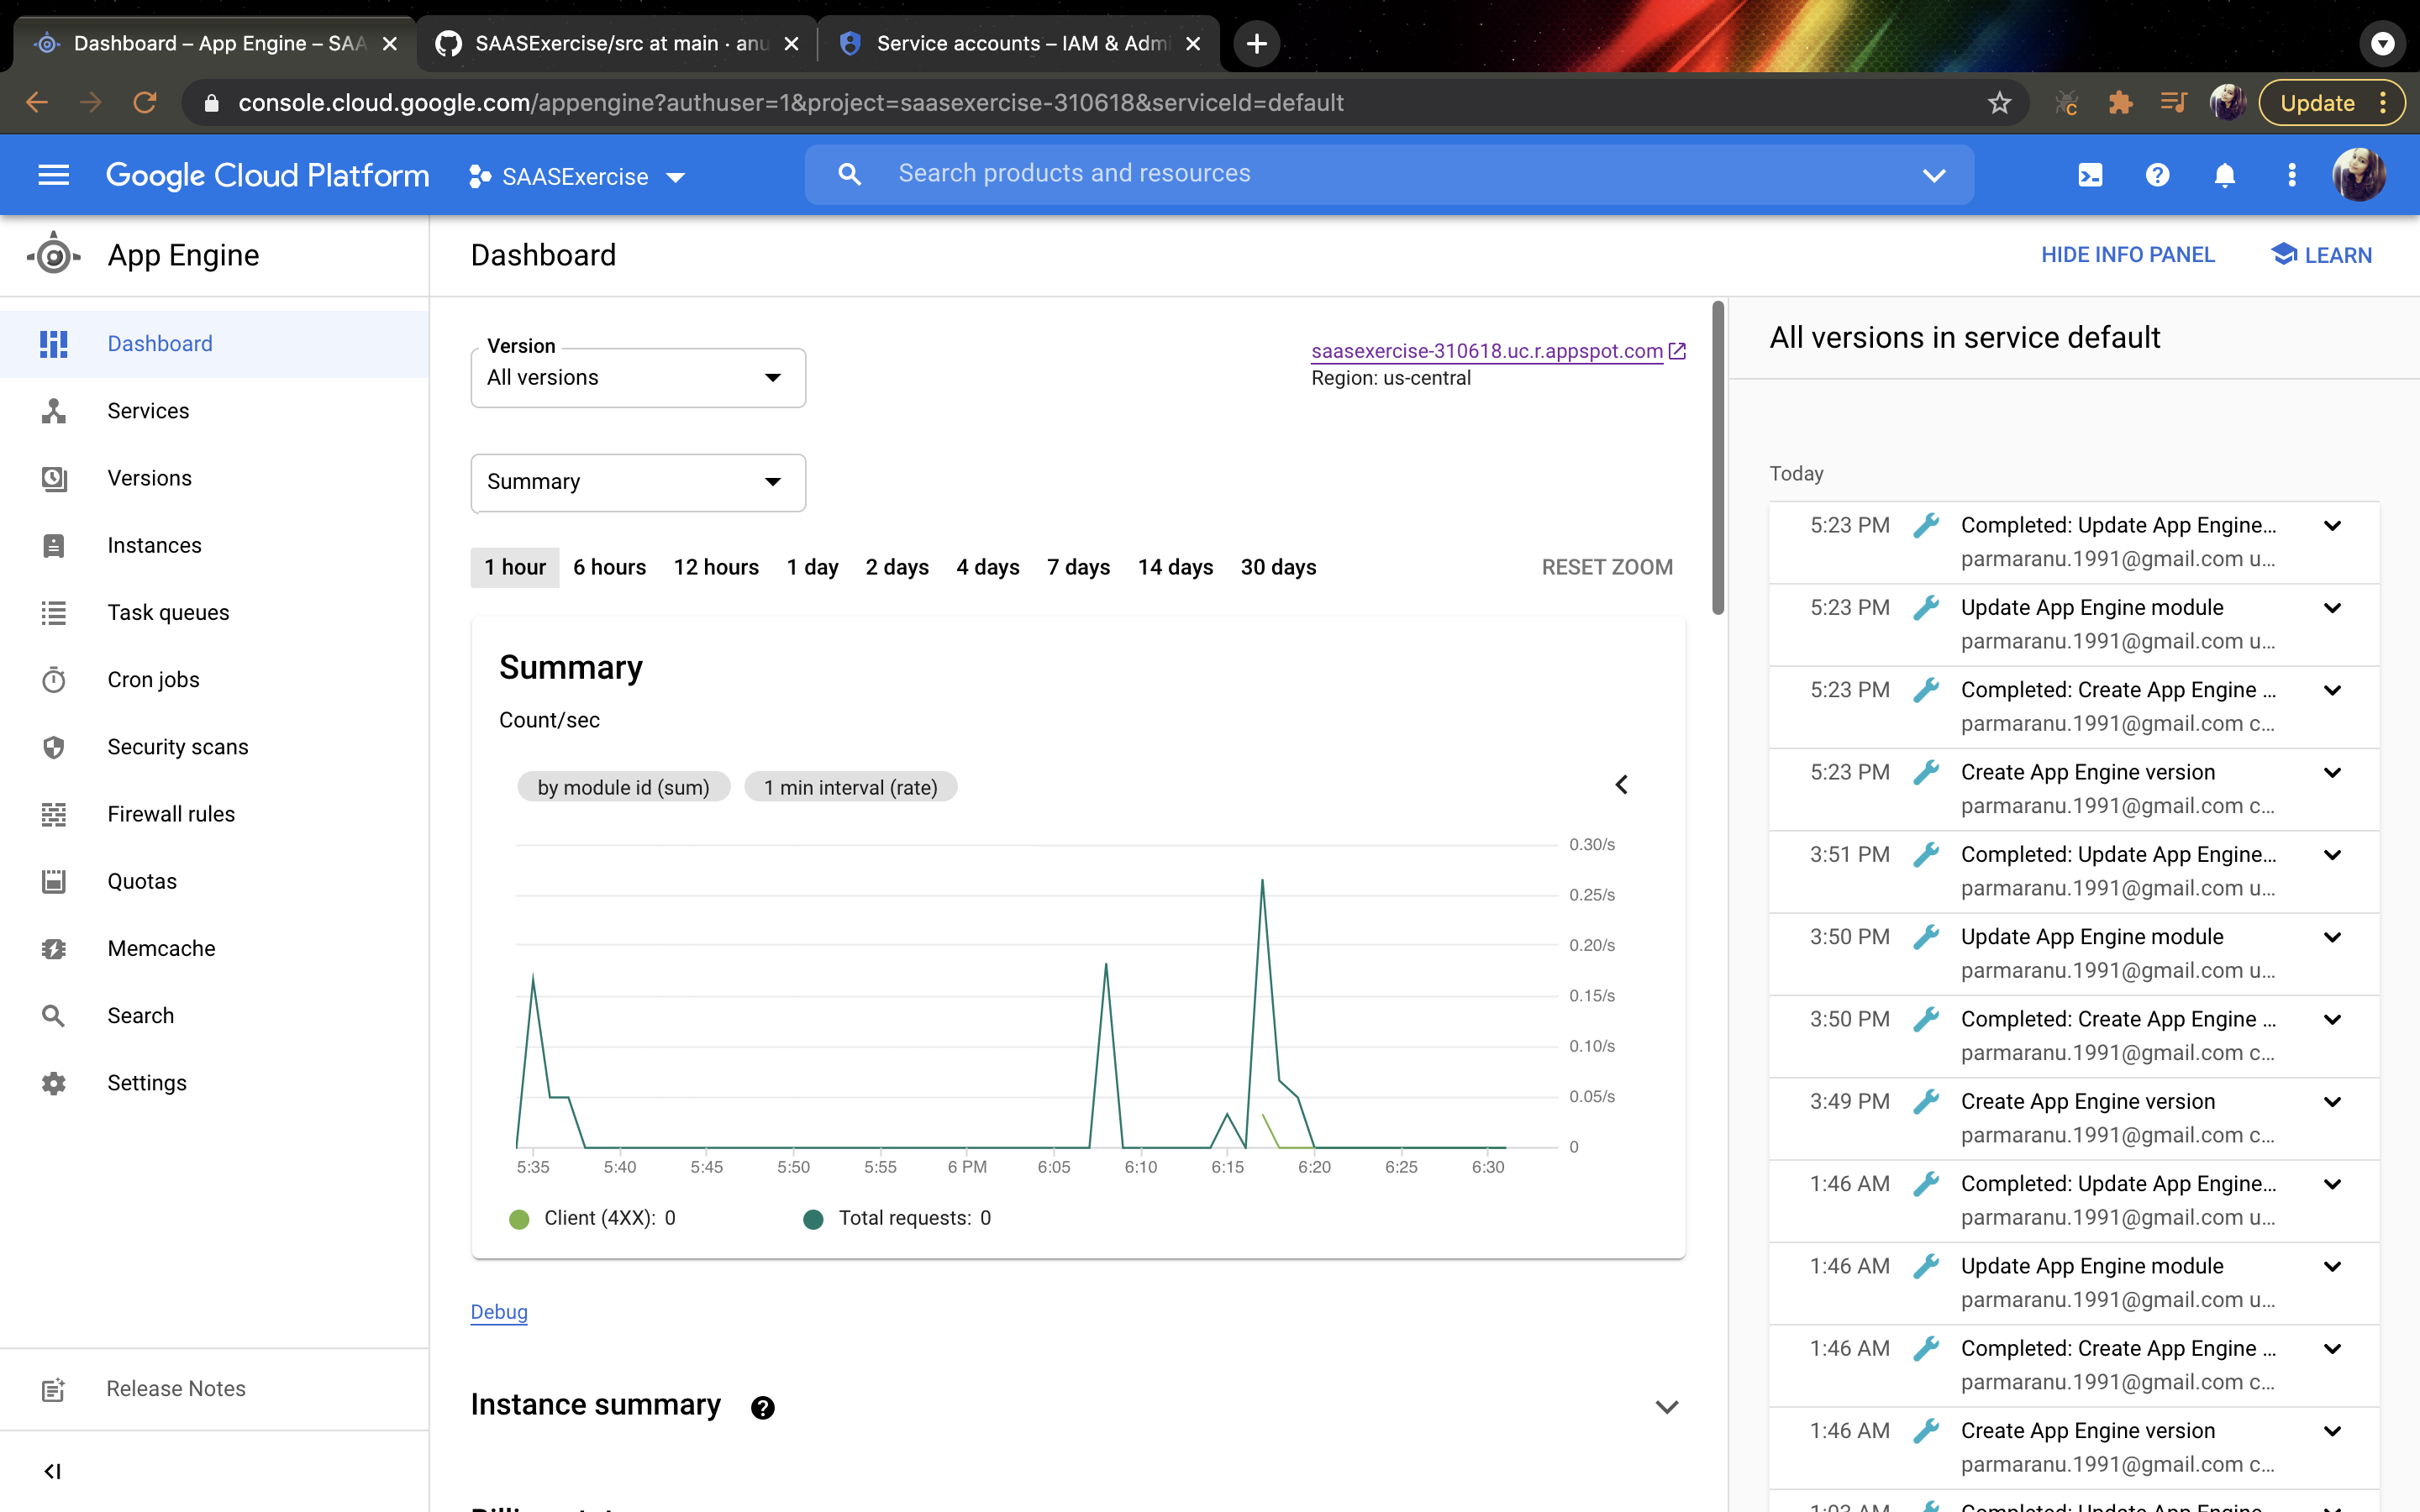 Dashboard – App Engine – SAA
SAASExercise/src at main · anu
Service accounts – IAM & Admi
console.cloud.google.com/appengine?authuser=1&project=saasexercise-310618&serviceId=default
Update
Google Cloud Platform
SAASExercise
Search products and resources
App Engine
Dashboard
HIDE INFO PANEL
LEARN
Dashboard
Services
Versions
Instances
Task queues
Cron jobs
Security scans
Firewall rules
Quotas
Memcache
Search
Settings
Release Notes
Version
All versions
saasexercise-310618.uc.r.appspot.com
Region: us-central
Summary
1 hour 6 hours 12 hours 1 day 2 days 4 days 7 days 14 days 30 days RESET ZOOM
Summary
Count/sec
by module id (sum) 1 min interval (rate)
0.30/s
0.25/s
0.20/s
0.15/s
0.10/s
0.05/s
0
5:35 5:40 5:45 5:50 5:55 6 PM 6:05 6:10 6:15 6:20 6:25 6:30
Client (4XX): 0 Total requests: 0
Debug
Instance summary
All versions in service default
Today
5:23 PM Completed: Update App Engine...
parmaranu.1991@gmail.com u...
5:23 PM Update App Engine module
parmaranu.1991@gmail.com u...
5:23 PM Completed: Create App Engine ...
parmaranu.1991@gmail.com c...
5:23 PM Create App Engine version
parmaranu.1991@gmail.com c...
3:51 PM Completed: Update App Engine...
parmaranu.1991@gmail.com u...
3:50 PM Update App Engine module
parmaranu.1991@gmail.com u...
3:50 PM Completed: Create App Engine ...
parmaranu.1991@gmail.com c...
3:49 PM Create App Engine version
parmaranu.1991@gmail.com c...
1:46 AM Completed: Update App Engine...
parmaranu.1991@gmail.com u...
1:46 AM Update App Engine module
parmaranu.1991@gmail.com u...
1:46 AM Completed: Create App Engine ...
parmaranu.1991@gmail.com c...
1:46 AM Create App Engine version
parmaranu.1991@gmail.com c...